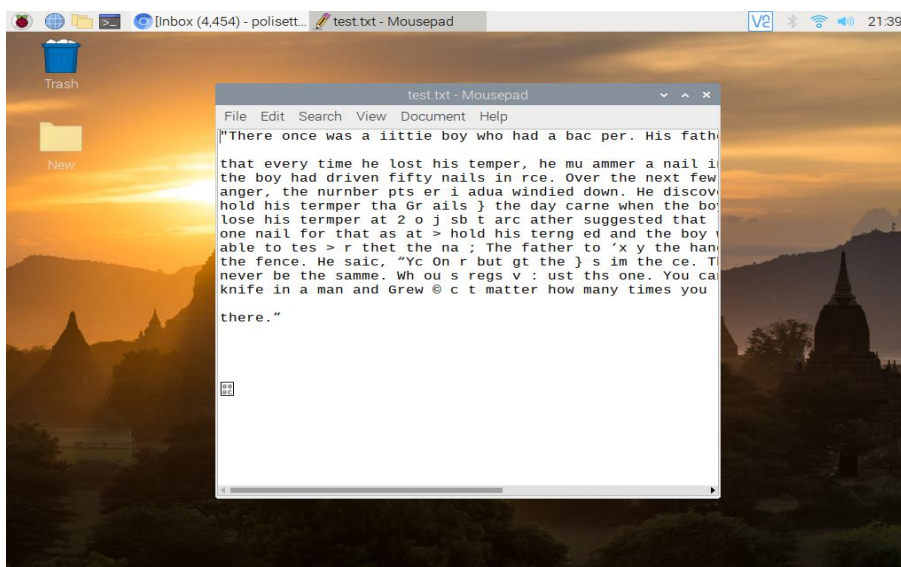 [Inbox (4,454) - polisett... test.txt - Mousepad V2 21:39
Trash
New
test.txt - Mousepad
File Edit Search View Document Help
"There once was a iittie boy who had a bac per. His fathe
that every time he lost his temper, he mu ammer a nail i
the boy had driven fifty nails in rce. Over the next few
anger, the nurnber pts er i adua windied down. He discov
hold his termper tha Gr ails } the day carne when the bo
lose his termper at 2 o j sb t arc ather suggested that
one nail for that as at > hold his terng ed and the boy
able to tes > r thet the na ; The father to ‘x y the han
the fence. He saic, “Yc On r but gt the } s im the ce. T
never be the samme. Wh ou s regs v : ust ths one. You ca
knife in a man and Grew © c t matter how many times you
there.”